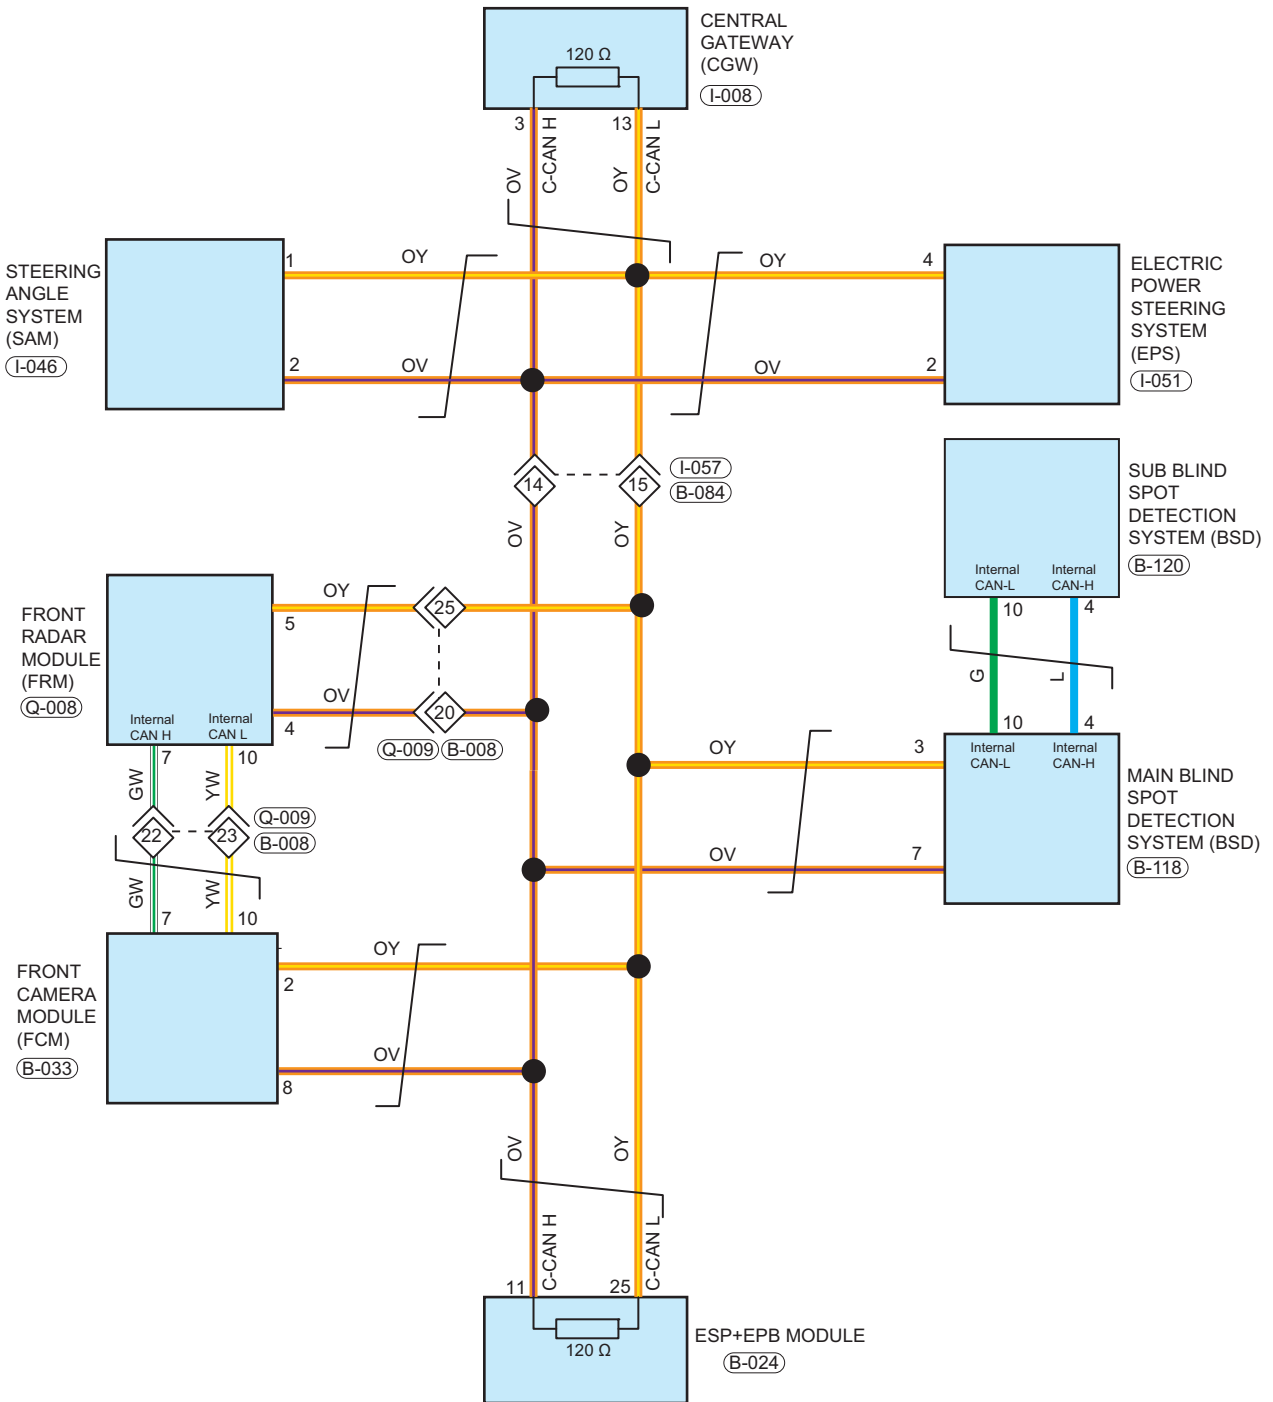 CENTRAL
GATEWAY
(CGW)
I-008
120 Ω
3
13
C-CAN H
C-CAN L
OV
OY
STEERING
ANGLE
SYSTEM
(SAM)
I-046
1
OY
2
OV
OY
4
OV
2
ELECTRIC
POWER
STEERING
SYSTEM
(EPS)
I-051
14
15
I-057
B-084
OV
OY
SUB BLIND
SPOT
DETECTION
SYSTEM (BSD)
B-120
Internal
CAN-L
Internal
CAN-H
10
4
G
L
10
4
Internal
CAN-L
Internal
CAN-H
MAIN BLIND
SPOT
DETECTION
SYSTEM (BSD)
B-118
OY
3
OV
7
FRONT
RADAR
MODULE
(FRM)
Q-008
OY
5
25
OV
4
20
Q-009
B-008
Internal
CAN H
Internal
CAN L
7
10
GW
YW
22
23
Q-009
B-008
GW
YW
7
10
FRONT
CAMERA
MODULE
(FCM)
B-033
OY
2
OV
8
OV
OY
C-CAN H
C-CAN L
11
25
120 Ω
ESP+EPB MODULE
B-024